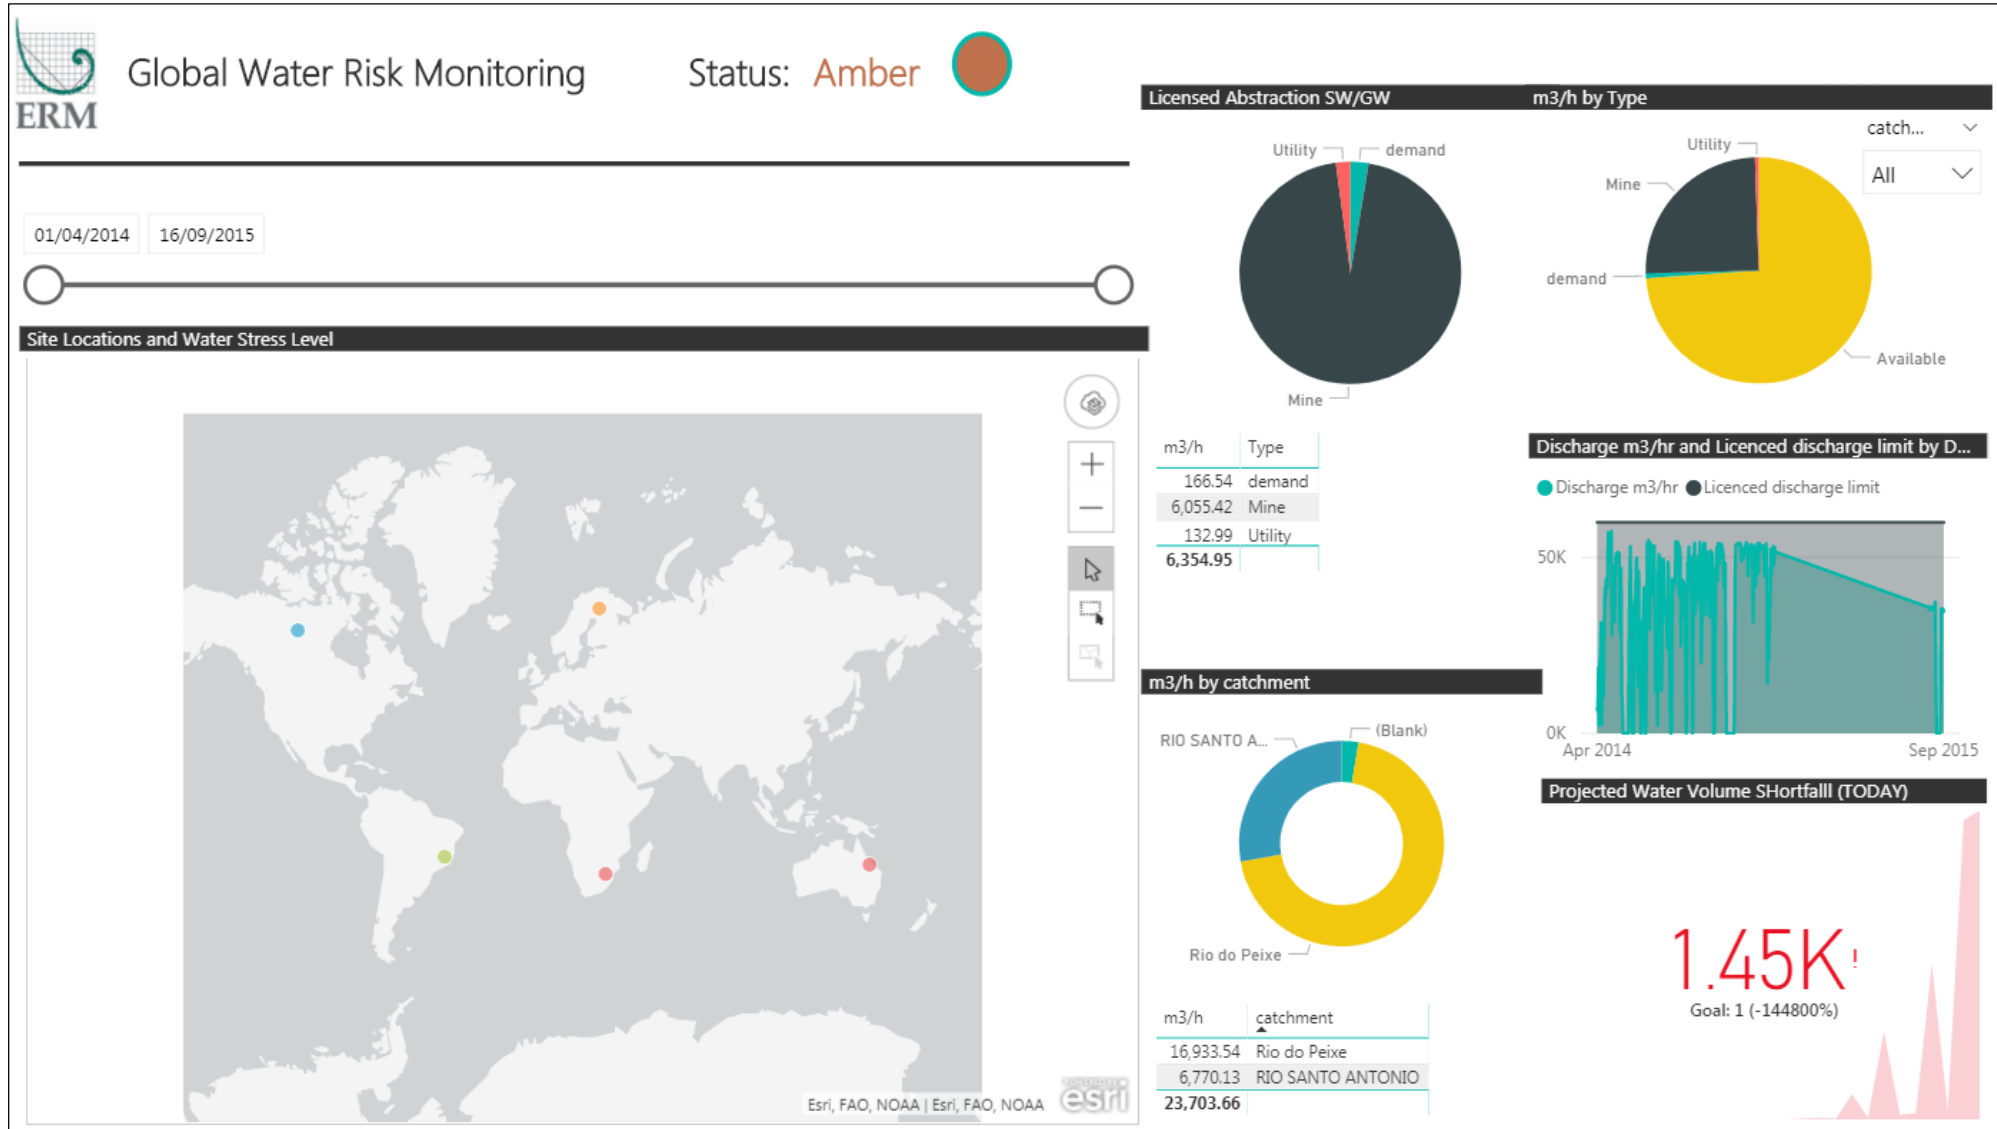 ERM
Global Water Risk Monitoring
Status: Amber
01/04/2014 16/09/2015
Site Locations and Water Stress Level
Esri, FAO, NOAA | Esri, FAO, NOAA
POWERED BY
esri
Licensed Abstraction SW/GW
Utility
demand
Mine
m3/h Type
166.54 demand
6,055.42 Mine
132.99 Utility
6,354.95
m3/h by Type
catch...
All
Utility
Mine
demand
Available
Discharge m3/hr and Licenced discharge limit by D...
Discharge m3/hr Licenced discharge limit
50K
0K
Apr 2014 Sep 2015
m3/h by catchment
RIO SANTO A...
(Blank)
Rio do Peixe
m3/h catchment
16,933.54 Rio do Peixe
6,770.13 RIO SANTO ANTONIO
23,703.66
Projected Water Volume SHortfalll (TODAY)
1.45K!
Goal: 1 (-144800%)